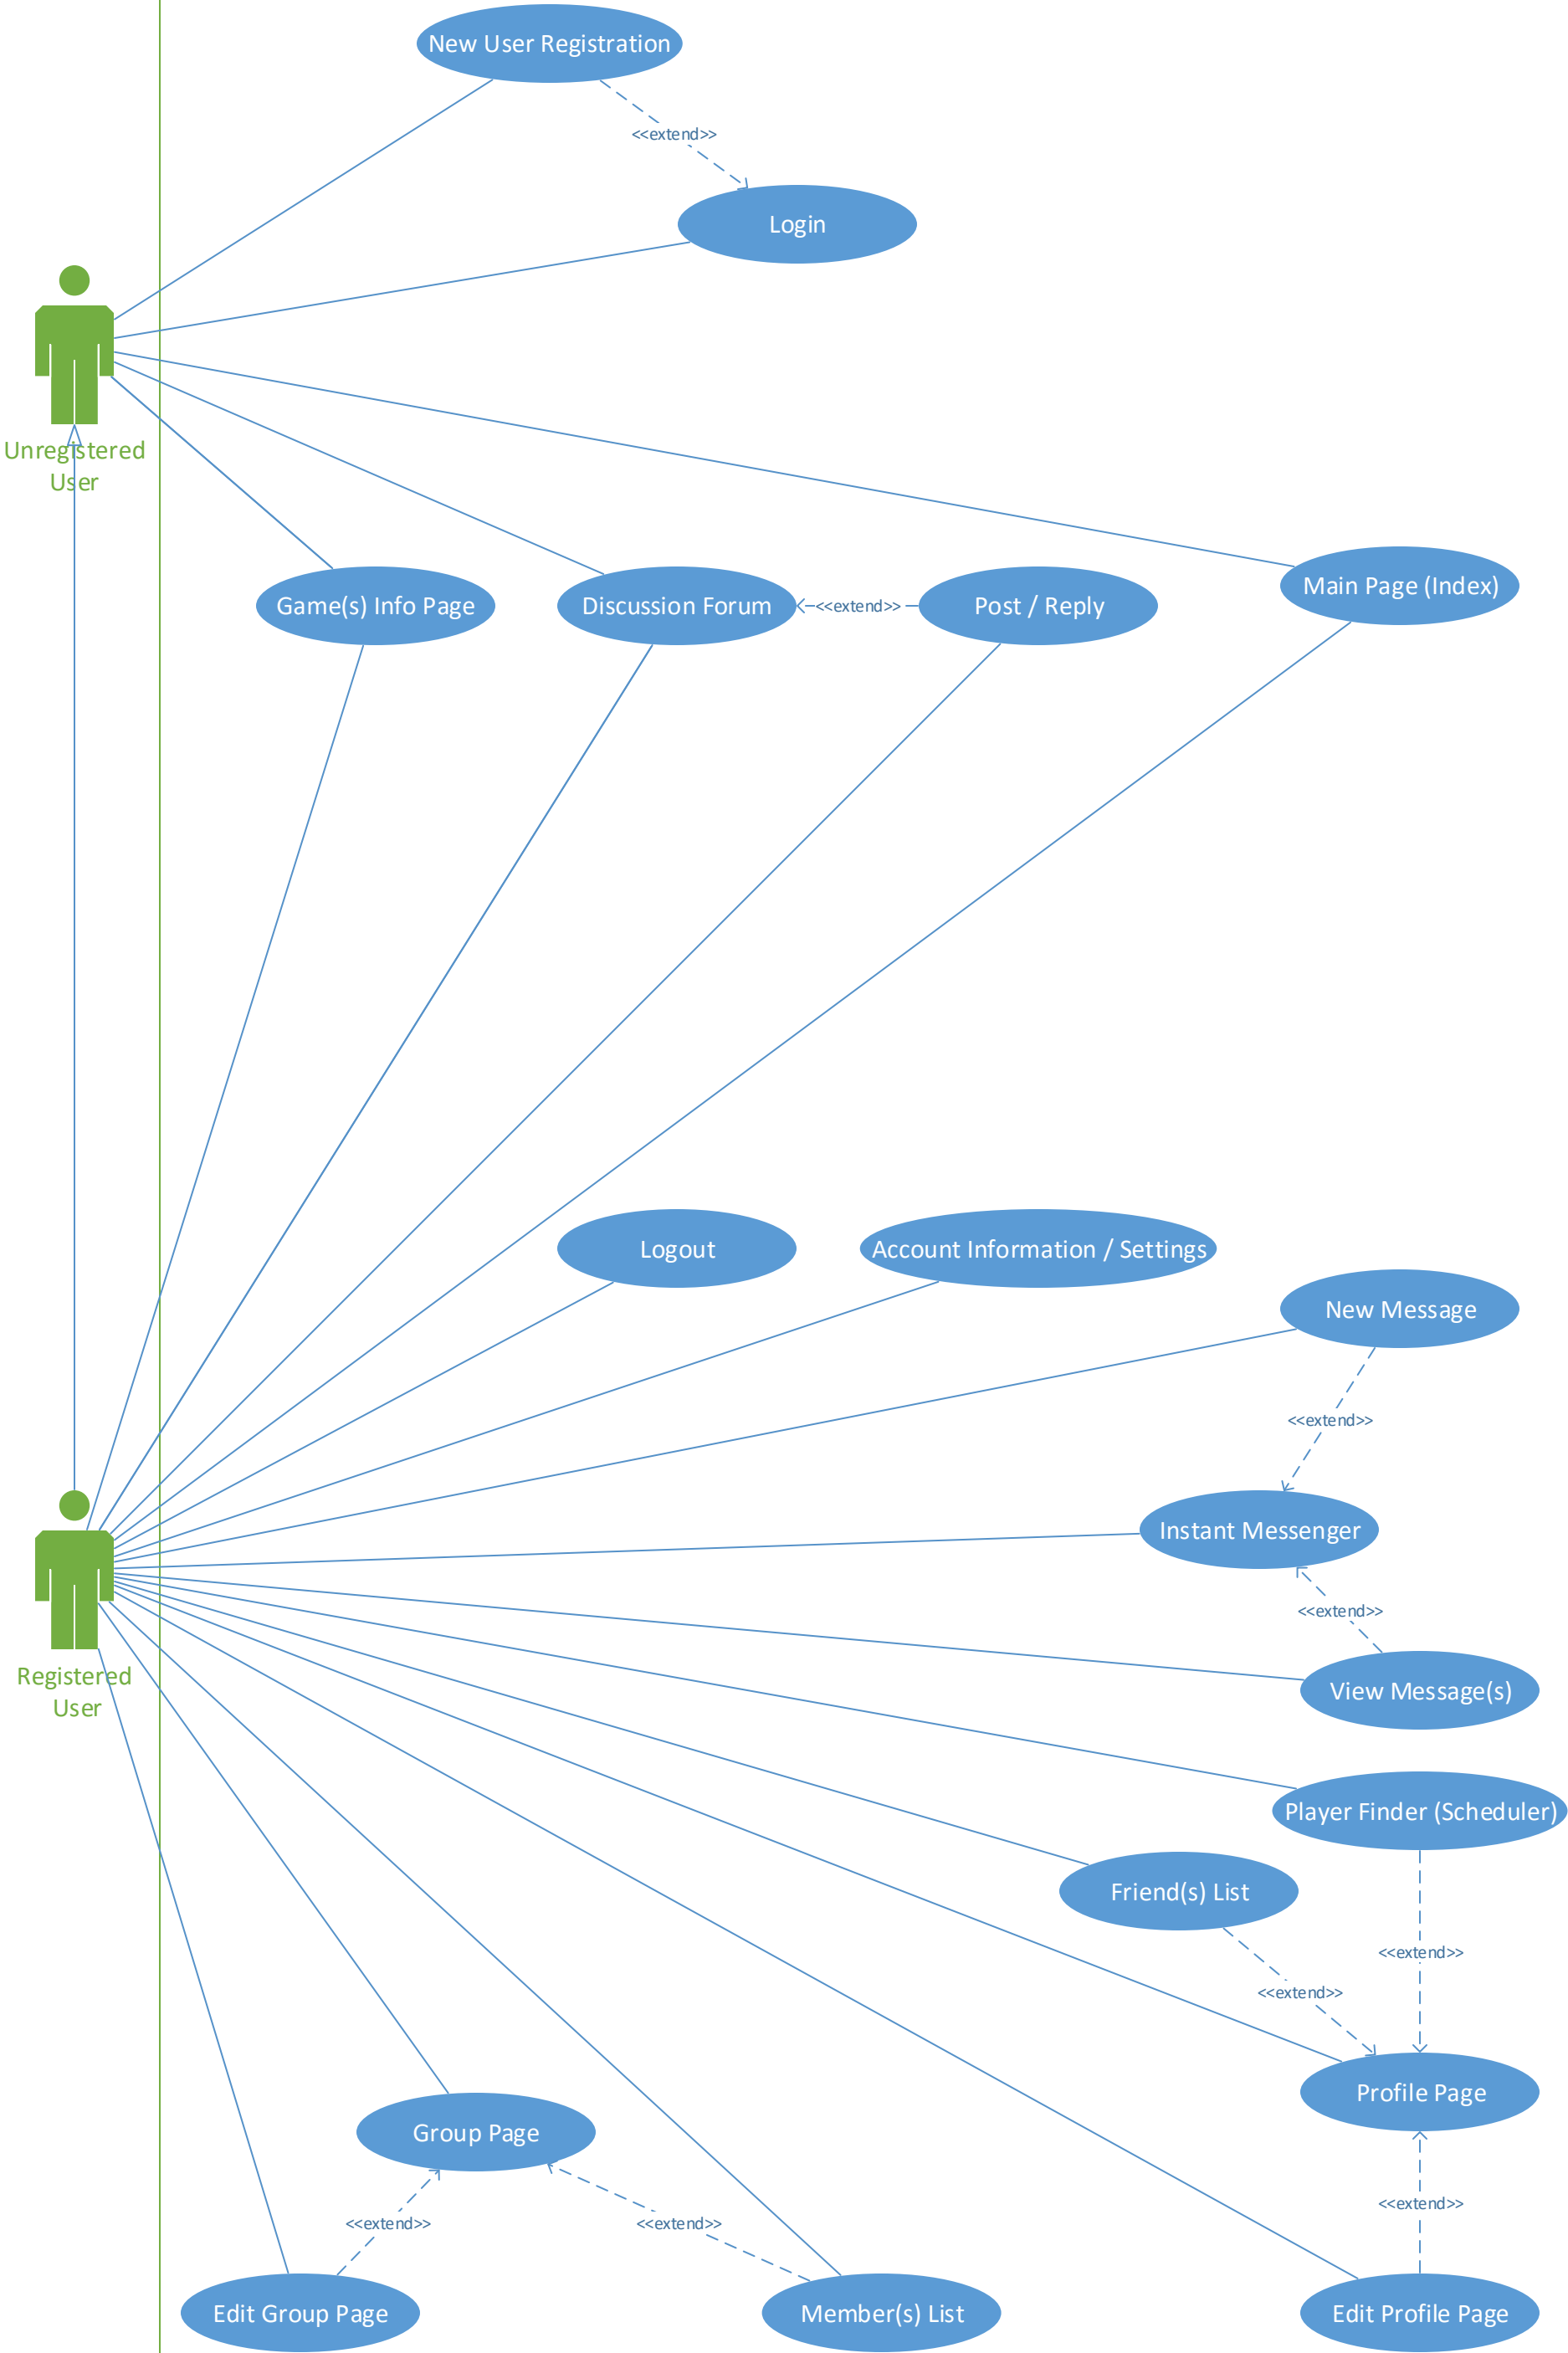 New User Registration
<<extend>>
Login
Unregistered
User
Game(s) Info Page
Discussion Forum
<<extend>>
Post / Reply
Main Page (Index)
Logout
Account Information / Settings
New Message
<<extend>>
Instant Messenger
<<extend>>
Registered
User
View Message(s)
Player Finder (Scheduler)
Friend(s) List
<<extend>>
<<extend>>
Profile Page
Group Page
<<extend>>
<<extend>>
<<extend>>
Edit Group Page
Member(s) List
Edit Profile Page